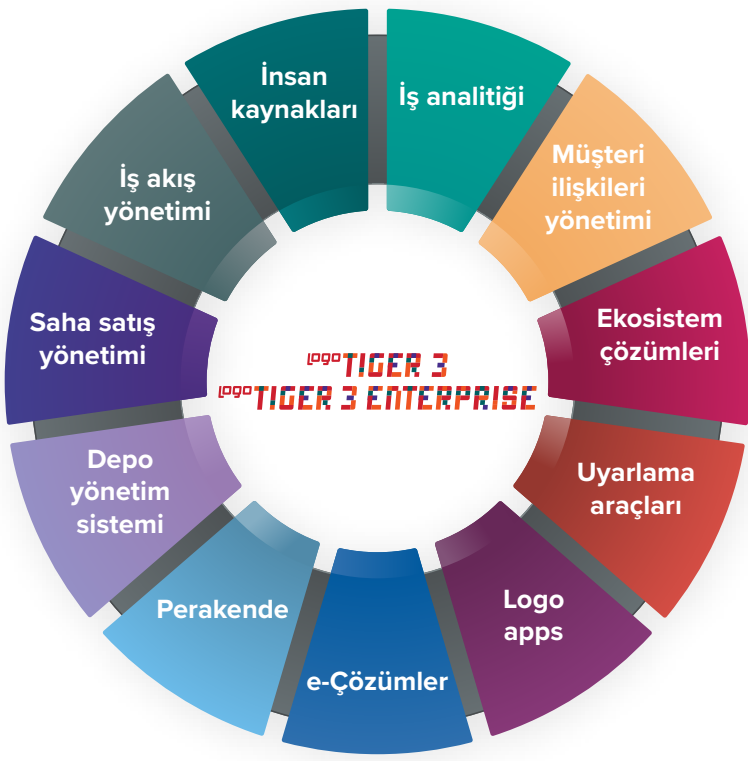 İnsan
kaynakları
İş analitiği
Müşteri
ilişkileri
yönetimi
Ekosistem
çözümleri
Uyarlama
araçları
Logo
apps
e-Çözümler
Perakende
Depo
yönetim
sistemi
Saha satış
yönetimi
İş akış
yönetimi
LOGO TIGER 3
LOGO TIGER 3 ENTERPRISE